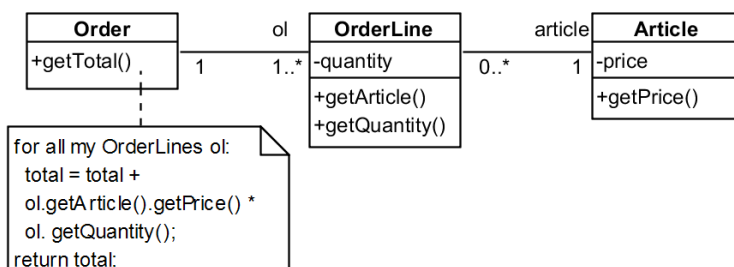 Order
+getTotal()
1
ol
1..*
OrderLine
-quantity
+getArticle()
+getQuantity()
0..*
article
1
Article
-price
+getPrice()
for all my OrderLines ol:
total = total +
ol.getArticle().getPrice() *
ol. getQuantity();
return total;